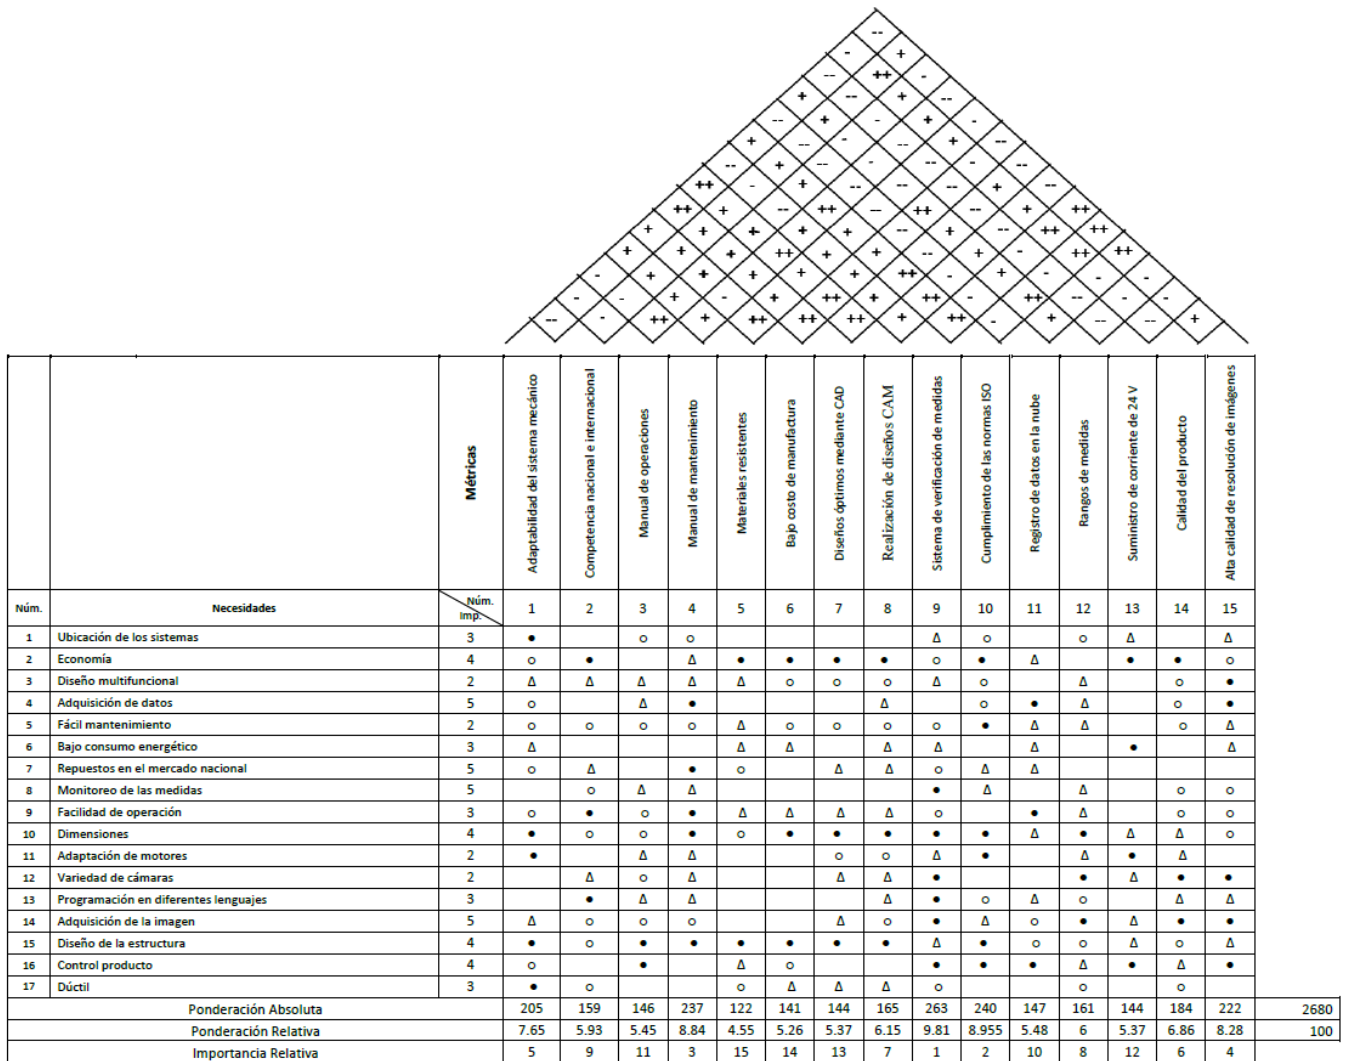 --
- +
-- ++ -
+ -- + --
-- + - + -
+ -- - -- + --
-- + -- - -- - --
++ - + -- -- -- + --
++ + -- ++ -- ++ -- + ++
+ + + + + -- + -- ++ ++
+ + + ++ + + -- + - ++ ++
- + + + + + ++ + - - -
- - + - + ++ + ++ - ++ -- - -
-- - ++ + ++ ++ ++ + ++ - + -- -- +
Métricas
Adaptabilidad del sistema mecánico
Competencia nacional e internacional
Manual de operaciones
Manual de mantenimiento
Materiales resistentes
Bajo costo de manufactura
Diseños óptimos mediante CAD
Realización de diseños CAM
Sistema de verificación de medidas
Cumplimiento de las normas ISO
Registro de datos en la nube
Rangos de medidas
Suministro de corriente de 24 V
Calidad del producto
Alta calidad de resolución de imágenes
Núm. Necesidades Núm. Imp. 1 2 3 4 5 6 7 8 9 10 11 12 13 14 15
1 Ubicación de los sistemas 3 ● o o Δ o o Δ Δ
2 Economía 4 o ● Δ ● ● ● ● o ● Δ ● ● o
3 Diseño multifuncional 2 Δ Δ Δ Δ Δ o o o Δ o Δ o ●
4 Adquisición de datos 5 o Δ ● Δ o ● Δ o ●
5 Fácil mantenimiento 2 o o o o Δ o o o o ● Δ Δ o Δ
6 Bajo consumo energético 3 Δ Δ Δ Δ Δ Δ ● Δ
7 Repuestos en el mercado nacional 5 o Δ ● o Δ Δ o Δ Δ
8 Monitoreo de las medidas 5 o Δ Δ ● Δ Δ o o
9 Facilidad de operación 3 o ● o ● Δ Δ Δ Δ o ● Δ o o
10 Dimensiones 4 ● o o ● o ● ● ● ● ● Δ ● Δ Δ o
11 Adaptación de motores 2 ● Δ Δ o o Δ ● Δ ● Δ
12 Variedad de cámaras 2 Δ o Δ Δ Δ ● ● Δ ● ●
13 Programación en diferentes lenguajes 3 ● Δ Δ Δ ● o Δ o Δ Δ
14 Adquisición de la imagen 5 Δ o o o Δ o ● Δ o ● Δ ● ●
15 Diseño de la estructura 4 ● o ● ● ● ● ● ● Δ ● o o Δ o Δ
16 Control producto 4 o ● Δ o ● ● ● Δ ● Δ ●
17 Dúctil 3 ● o o Δ Δ Δ o o o
Ponderación Absoluta 205 159 146 237 122 141 144 165 263 240 147 161 144 184 222 2680
Ponderación Relativa 7.65 5.93 5.45 8.84 4.55 5.26 5.37 6.15 9.81 8.955 5.48 6 5.37 6.86 8.28 100
Importancia Relativa 5 9 11 3 15 14 13 7 1 2 10 8 12 6 4